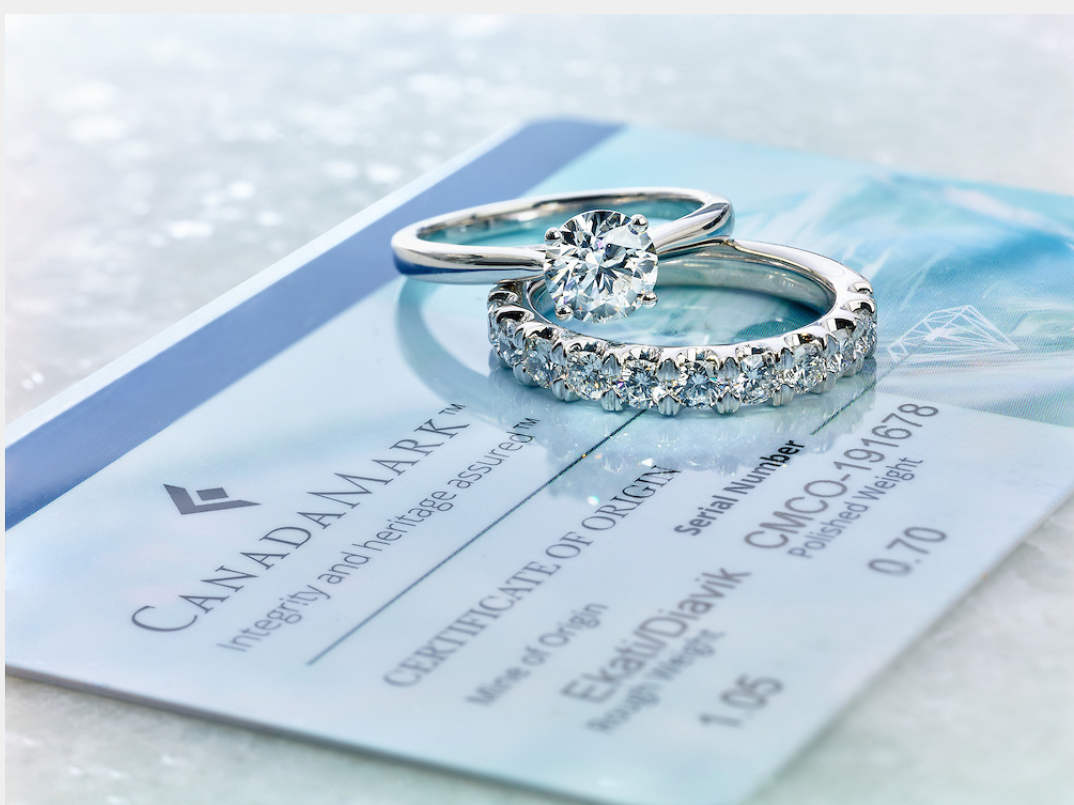 CANADAMARK™
Integrity and heritage assured™
CERTIFICATE OF ORIGIN
Mine of Origin
Ekati/Diavik
Rough Weight
1.05
Serial Number
CMCO-191678
Polished Weight
0.70